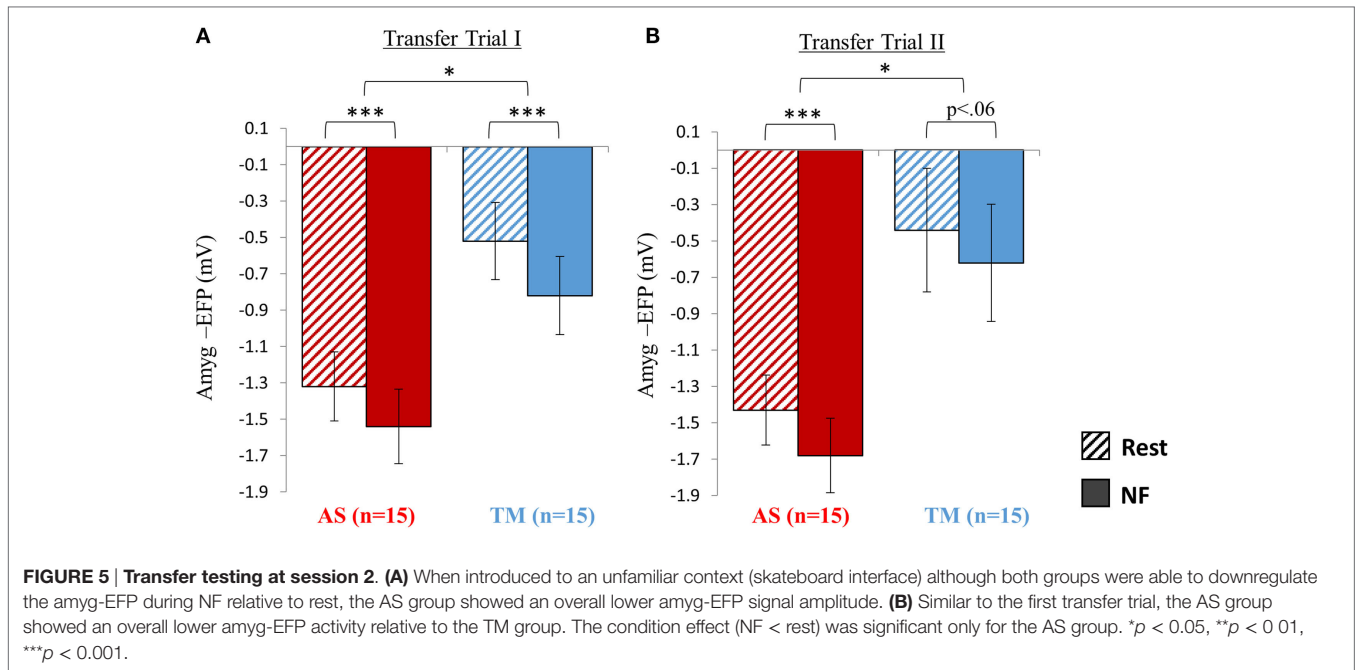 A
Transfer Trial I
*
***
***
0.1
-0.1
-0.3
-0.5
-0.7
-0.9
-1.1
-1.3
-1.5
-1.7
-1.9
Amyg –EFP (mV)
AS (n=15)
TM (n=15)
B
Transfer Trial II
*
***
p<.06
0.1
-0.1
-0.3
-0.5
-0.7
-0.9
-1.1
-1.3
-1.5
-1.7
-1.9
Amyg –EFP (mV)
AS (n=15)
TM (n=15)
Rest
NF
FIGURE 5 | Transfer testing at session 2. (A) When introduced to an unfamiliar context (skateboard interface) although both groups were able to downregulate
the amyg-EFP during NF relative to rest, the AS group showed an overall lower amyg-EFP signal amplitude. (B) Similar to the first transfer trial, the AS group
showed an overall lower amyg-EFP activity relative to the TM group. The condition effect (NF < rest) was significant only for the AS group. *p < 0.05, **p < 0 01,
***p < 0.001.